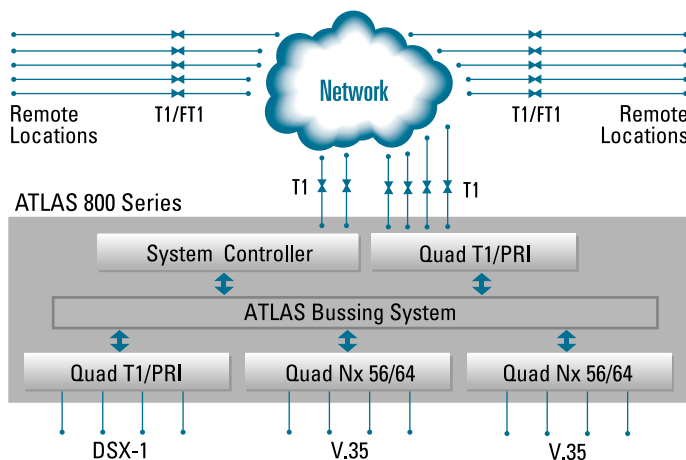 Network
Remote
Locations
T1/FT1
T1/FT1
Remote
Locations
T1
T1
ATLAS 800 Series
System Controller
Quad T1/PRI
ATLAS Bussing System
Quad T1/PRI
Quad Nx 56/64
Quad Nx 56/64
DSX-1
V.35
V.35